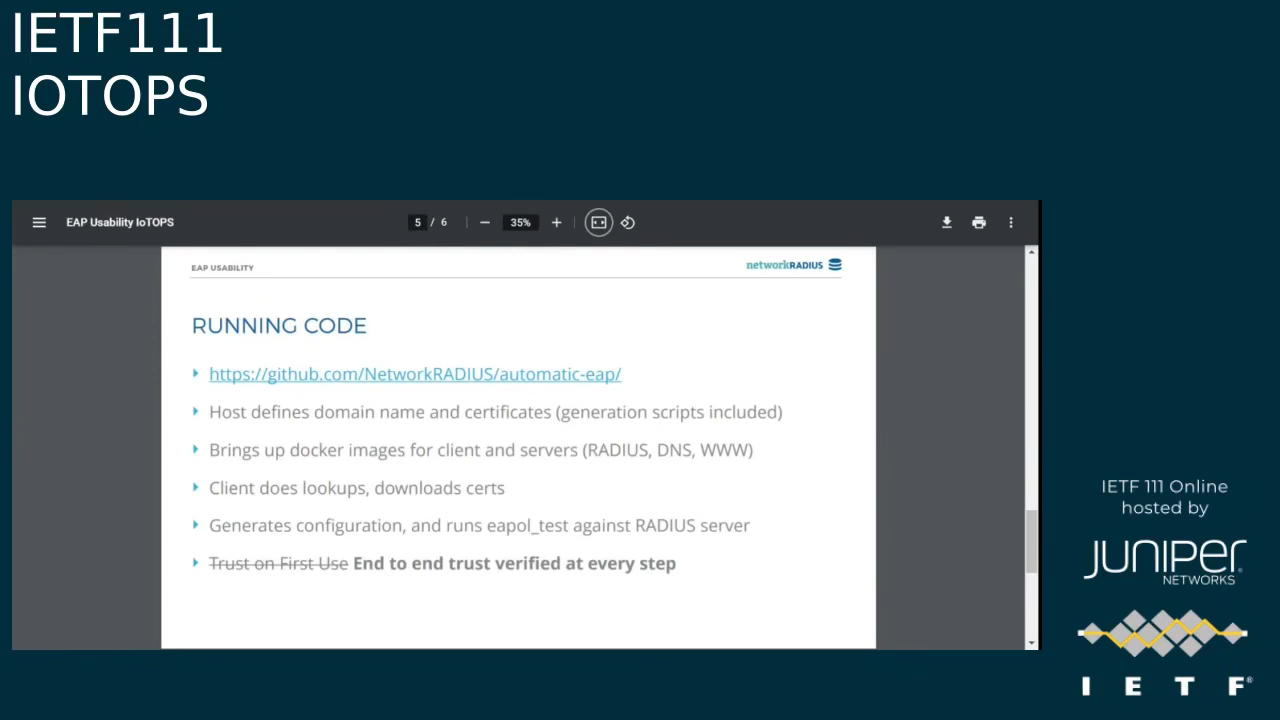 IETF111
IOTOPS
EAP Usability IoTOPS
5 / 6
35%
EAP USABILITY
networkRADIUS
RUNNING CODE
https://github.com/NetworkRADIUS/automatic-eap/
Host defines domain name and certificates (generation scripts included)
Brings up docker images for client and servers (RADIUS, DNS, WWW)
Client does lookups, downloads certs
Generates configuration, and runs eapol_test against RADIUS server
Trust on First Use End to end trust verified at every step
IETF 111 Online
hosted by
JUNIPER
NETWORKS
I E T F®